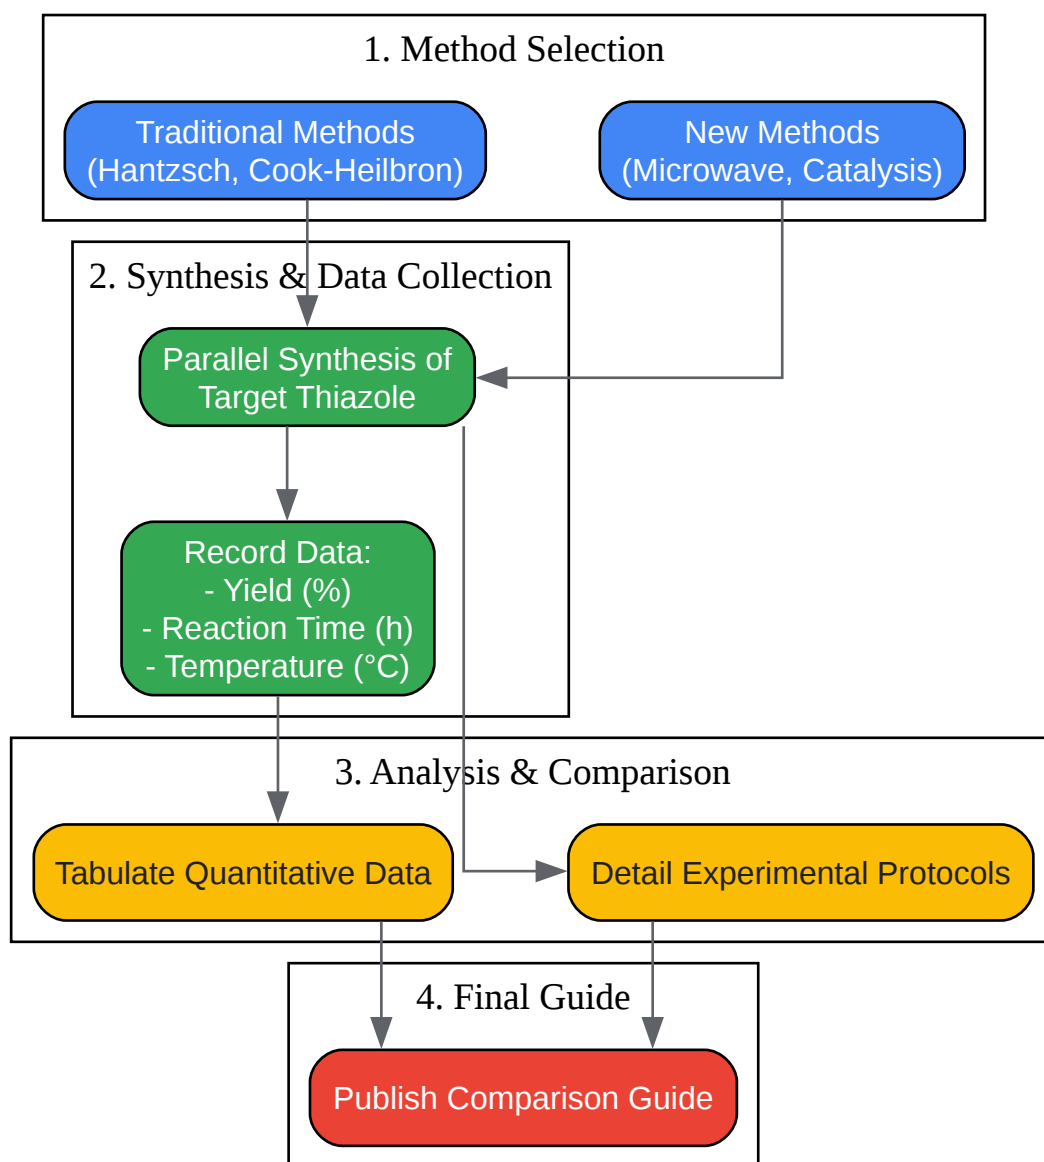 1. Method Selection
Traditional Methods
(Hantzsch, Cook-Heilbron)
New Methods
(Microwave, Catalysis)
2. Synthesis & Data Collection
Parallel Synthesis of
Target Thiazole
Record Data:
- Yield (%)
- Reaction Time (h)
- Temperature (°C)
3. Analysis & Comparison
Tabulate Quantitative Data
Detail Experimental Protocols
4. Final Guide
Publish Comparison Guide